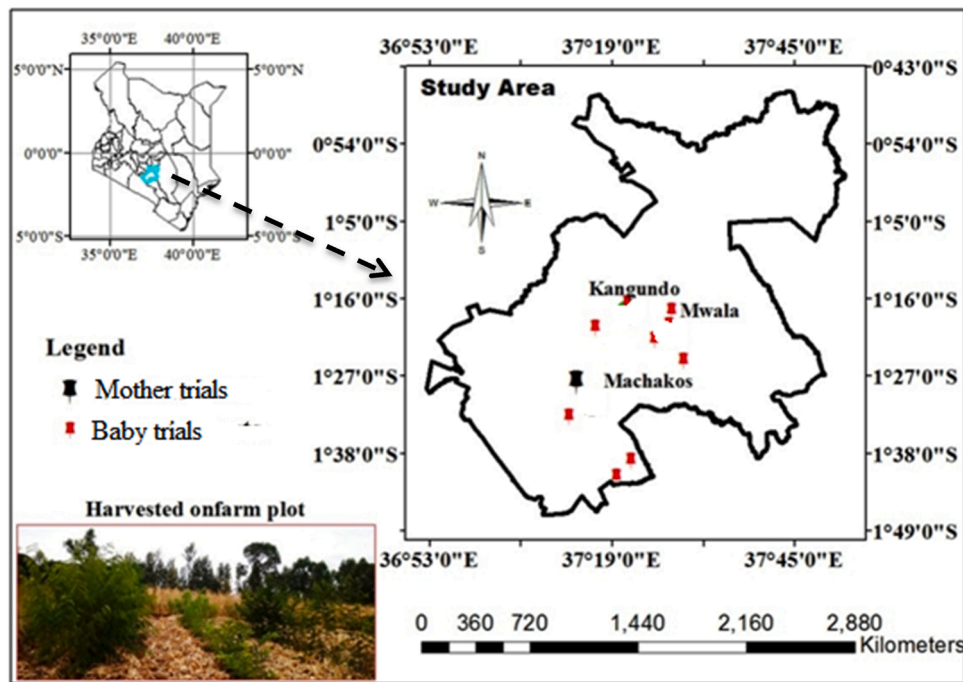 35°0'0"E 40°0'0"E
5°0'0"N 5°0'0"N
0°0'0" 0°0'0"
5°0'0"S 5°0'0"S
35°0'0"E 40°0'0"E
36°53'0"E 37°19'0"E 37°45'0"E
Study Area
0°43'0"S
0°54'0"S 0°54'0"S
N
W E
S
1°5'0"S 1°5'0"S
1°16'0"S 1°16'0"S
Kangundo
Mwala
1°27'0"S 1°27'0"S
Machakos
1°38'0"S 1°38'0"S
1°49'0"S
36°53'0"E 37°19'0"E 37°45'0"E
Legend
Mother trials
Baby trials
Harvested onfarm plot
0 360 720 1,440 2,160 2,880
Kilometers